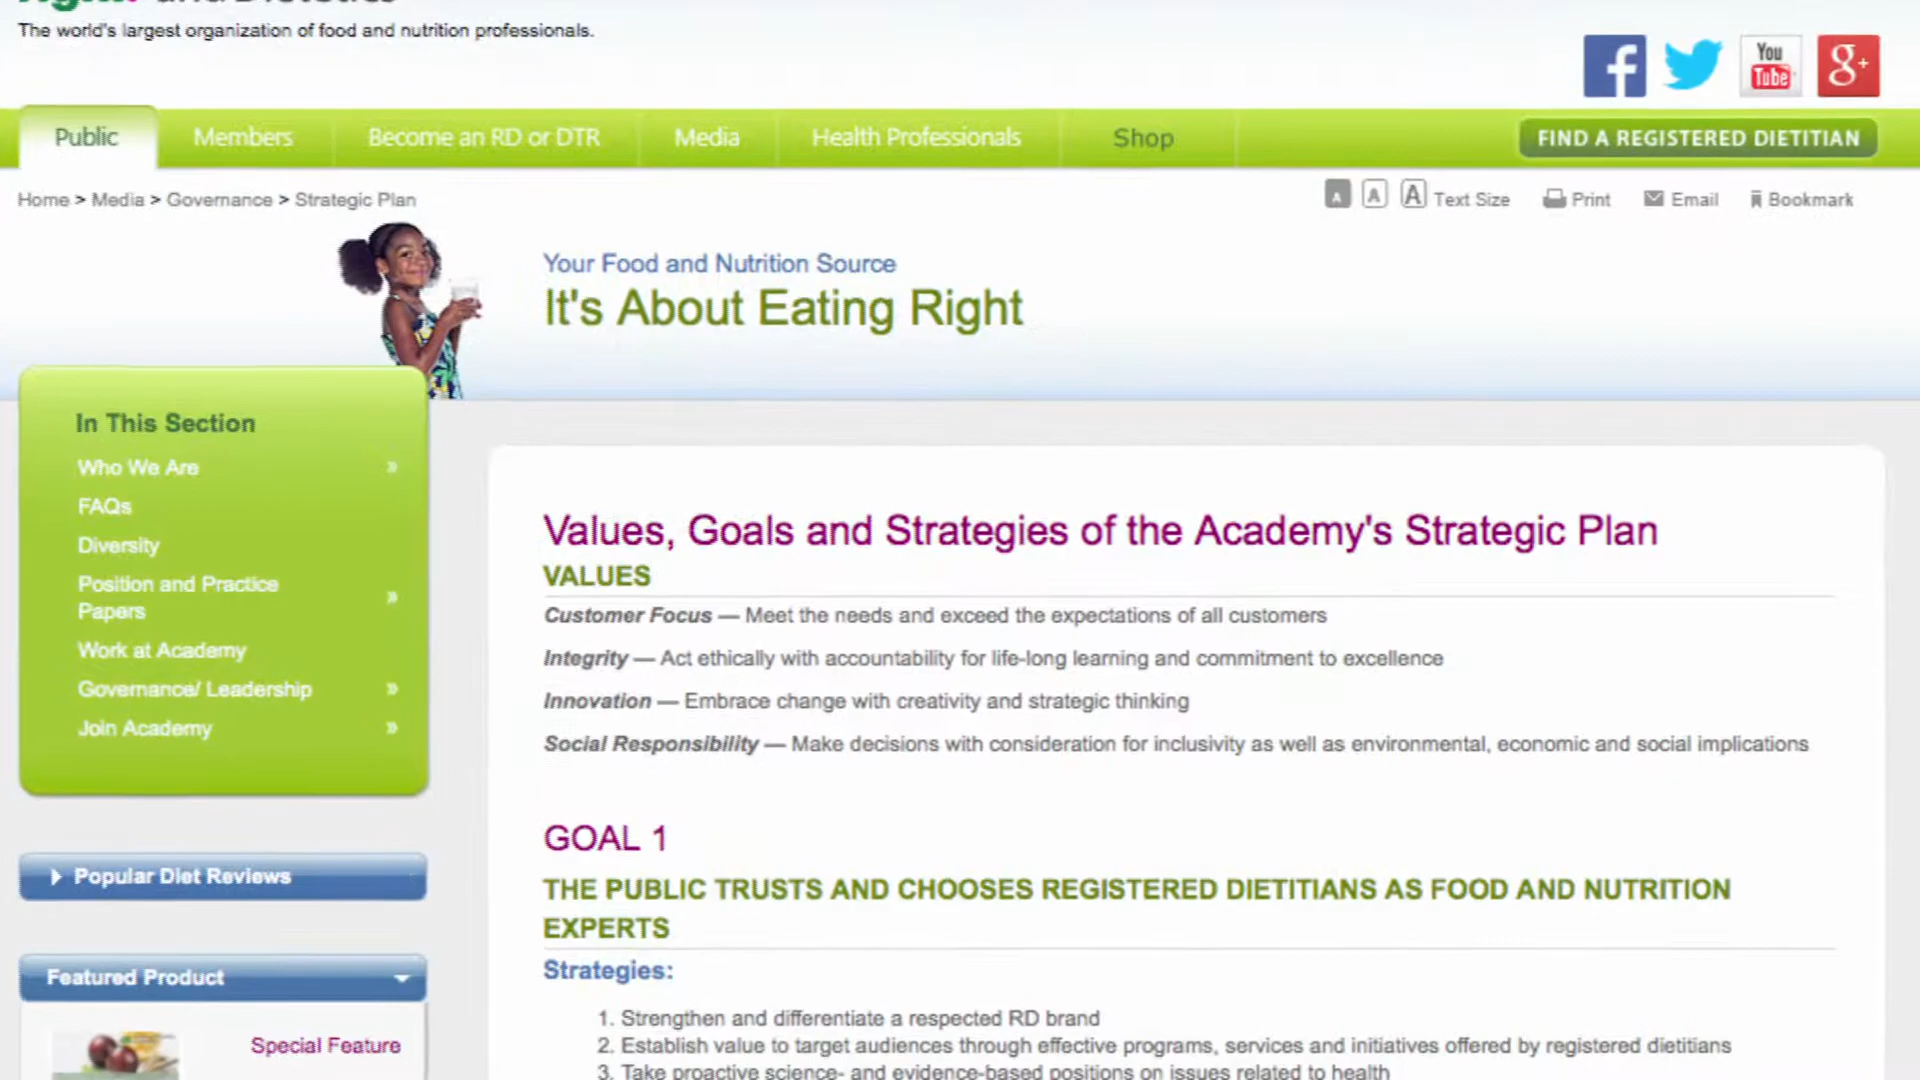 and Dietetics
The world's largest organization of food and nutrition professionals.
f
You
Tube
g+
Public
Members
Become an RD or DTR
Media
Health Professionals
Shop
FIND A REGISTERED DIETITIAN
Home > Media > Governance > Strategic Plan
A A A Text Size
Print
Email
Bookmark
Your Food and Nutrition Source
It's About Eating Right
In This Section
Who We Are »
FAQs
Diversity
Position and Practice
Papers »
Work at Academy
Governance/ Leadership »
Join Academy »
Popular Diet Reviews
Featured Product
Special Feature
Values, Goals and Strategies of the Academy's Strategic Plan
VALUES
Customer Focus — Meet the needs and exceed the expectations of all customers
Integrity — Act ethically with accountability for life-long learning and commitment to excellence
Innovation — Embrace change with creativity and strategic thinking
Social Responsibility — Make decisions with consideration for inclusivity as well as environmental, economic and social implications
GOAL 1
THE PUBLIC TRUSTS AND CHOOSES REGISTERED DIETITIANS AS FOOD AND NUTRITION
EXPERTS
Strategies:
1. Strengthen and differentiate a respected RD brand
2. Establish value to target audiences through effective programs, services and initiatives offered by registered dietitians
3. Take proactive science- and evidence-based positions on issues related to health